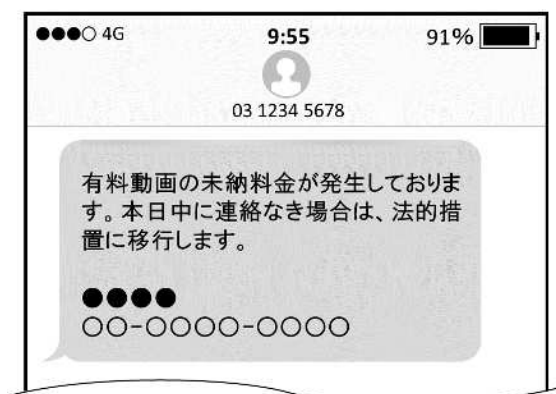 ●●●○ 4G 9:55 91%
03 1234 5678
有料動画の未納料金が発生しておりま
す。本日中に連絡なき場合は、法的措
置に移行します。
●●●●
○○-○○○○-○○○○